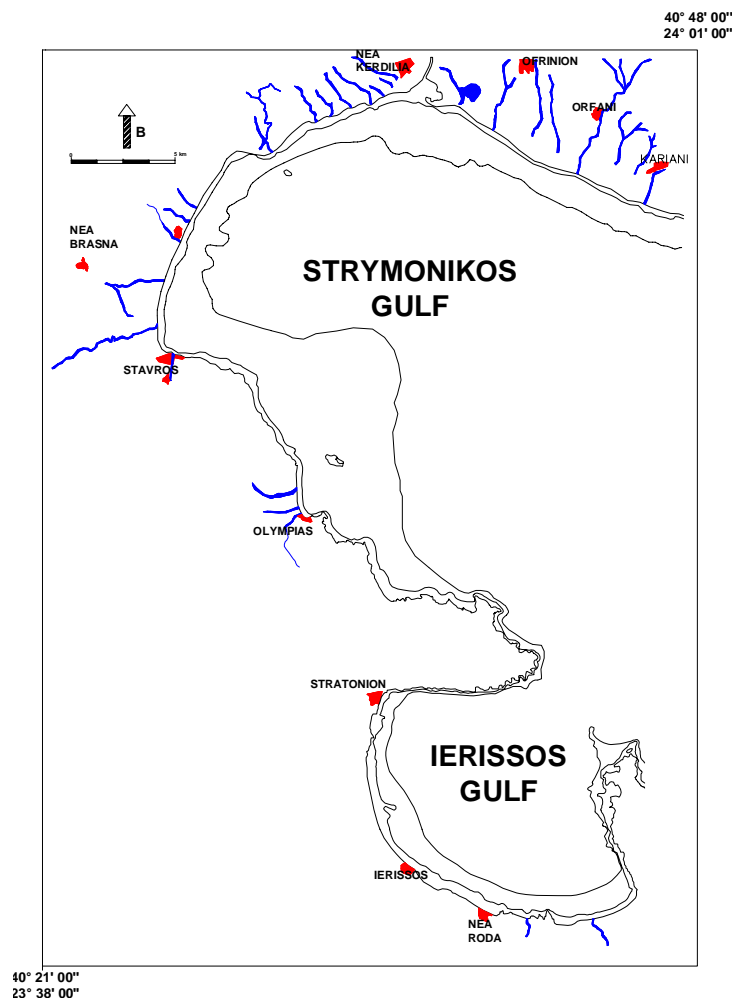 40° 48' 00"
24° 01' 00"
NEA
KERDILIA
OFRINION
ORFANI
B
0
5 km
KARIANI
NEA
BRASNA
STRYMONIKOS
GULF
STAVROS
OLYMPIAS
STRATONION
IERISSOS
GULF
IERISSOS
NEA
RODA
40° 21' 00"
23° 38' 00"